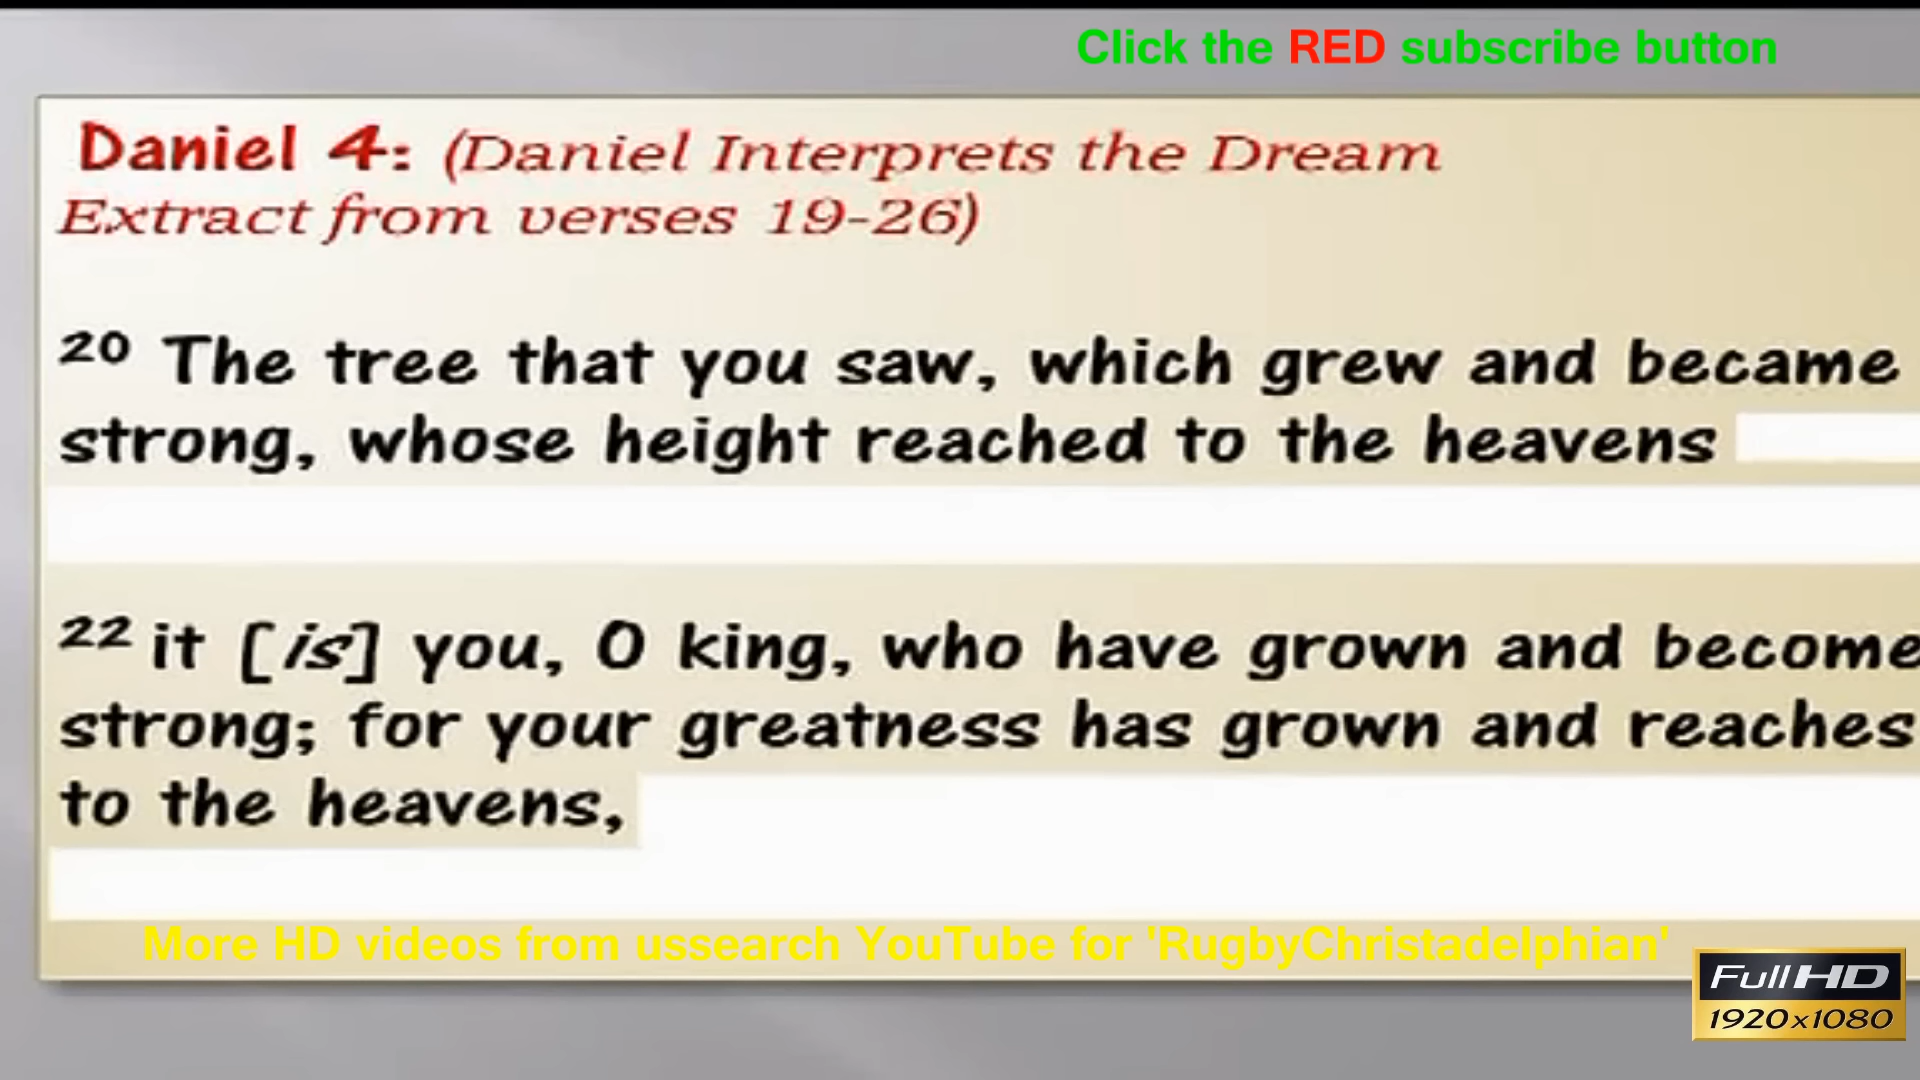 Click the RED subscribe button
Daniel 4: (Daniel Interprets the Dream
Extract from verses 19-26)
20 The tree that you saw, which grew and became
strong, whose height reached to the heavens
22 it [is] you, O king, who have grown and become
strong; for your greatness has grown and reaches
to the heavens,
More HD videos from ussearch YouTube for 'RugbyChristadelphian'
Full HD
1920x1080